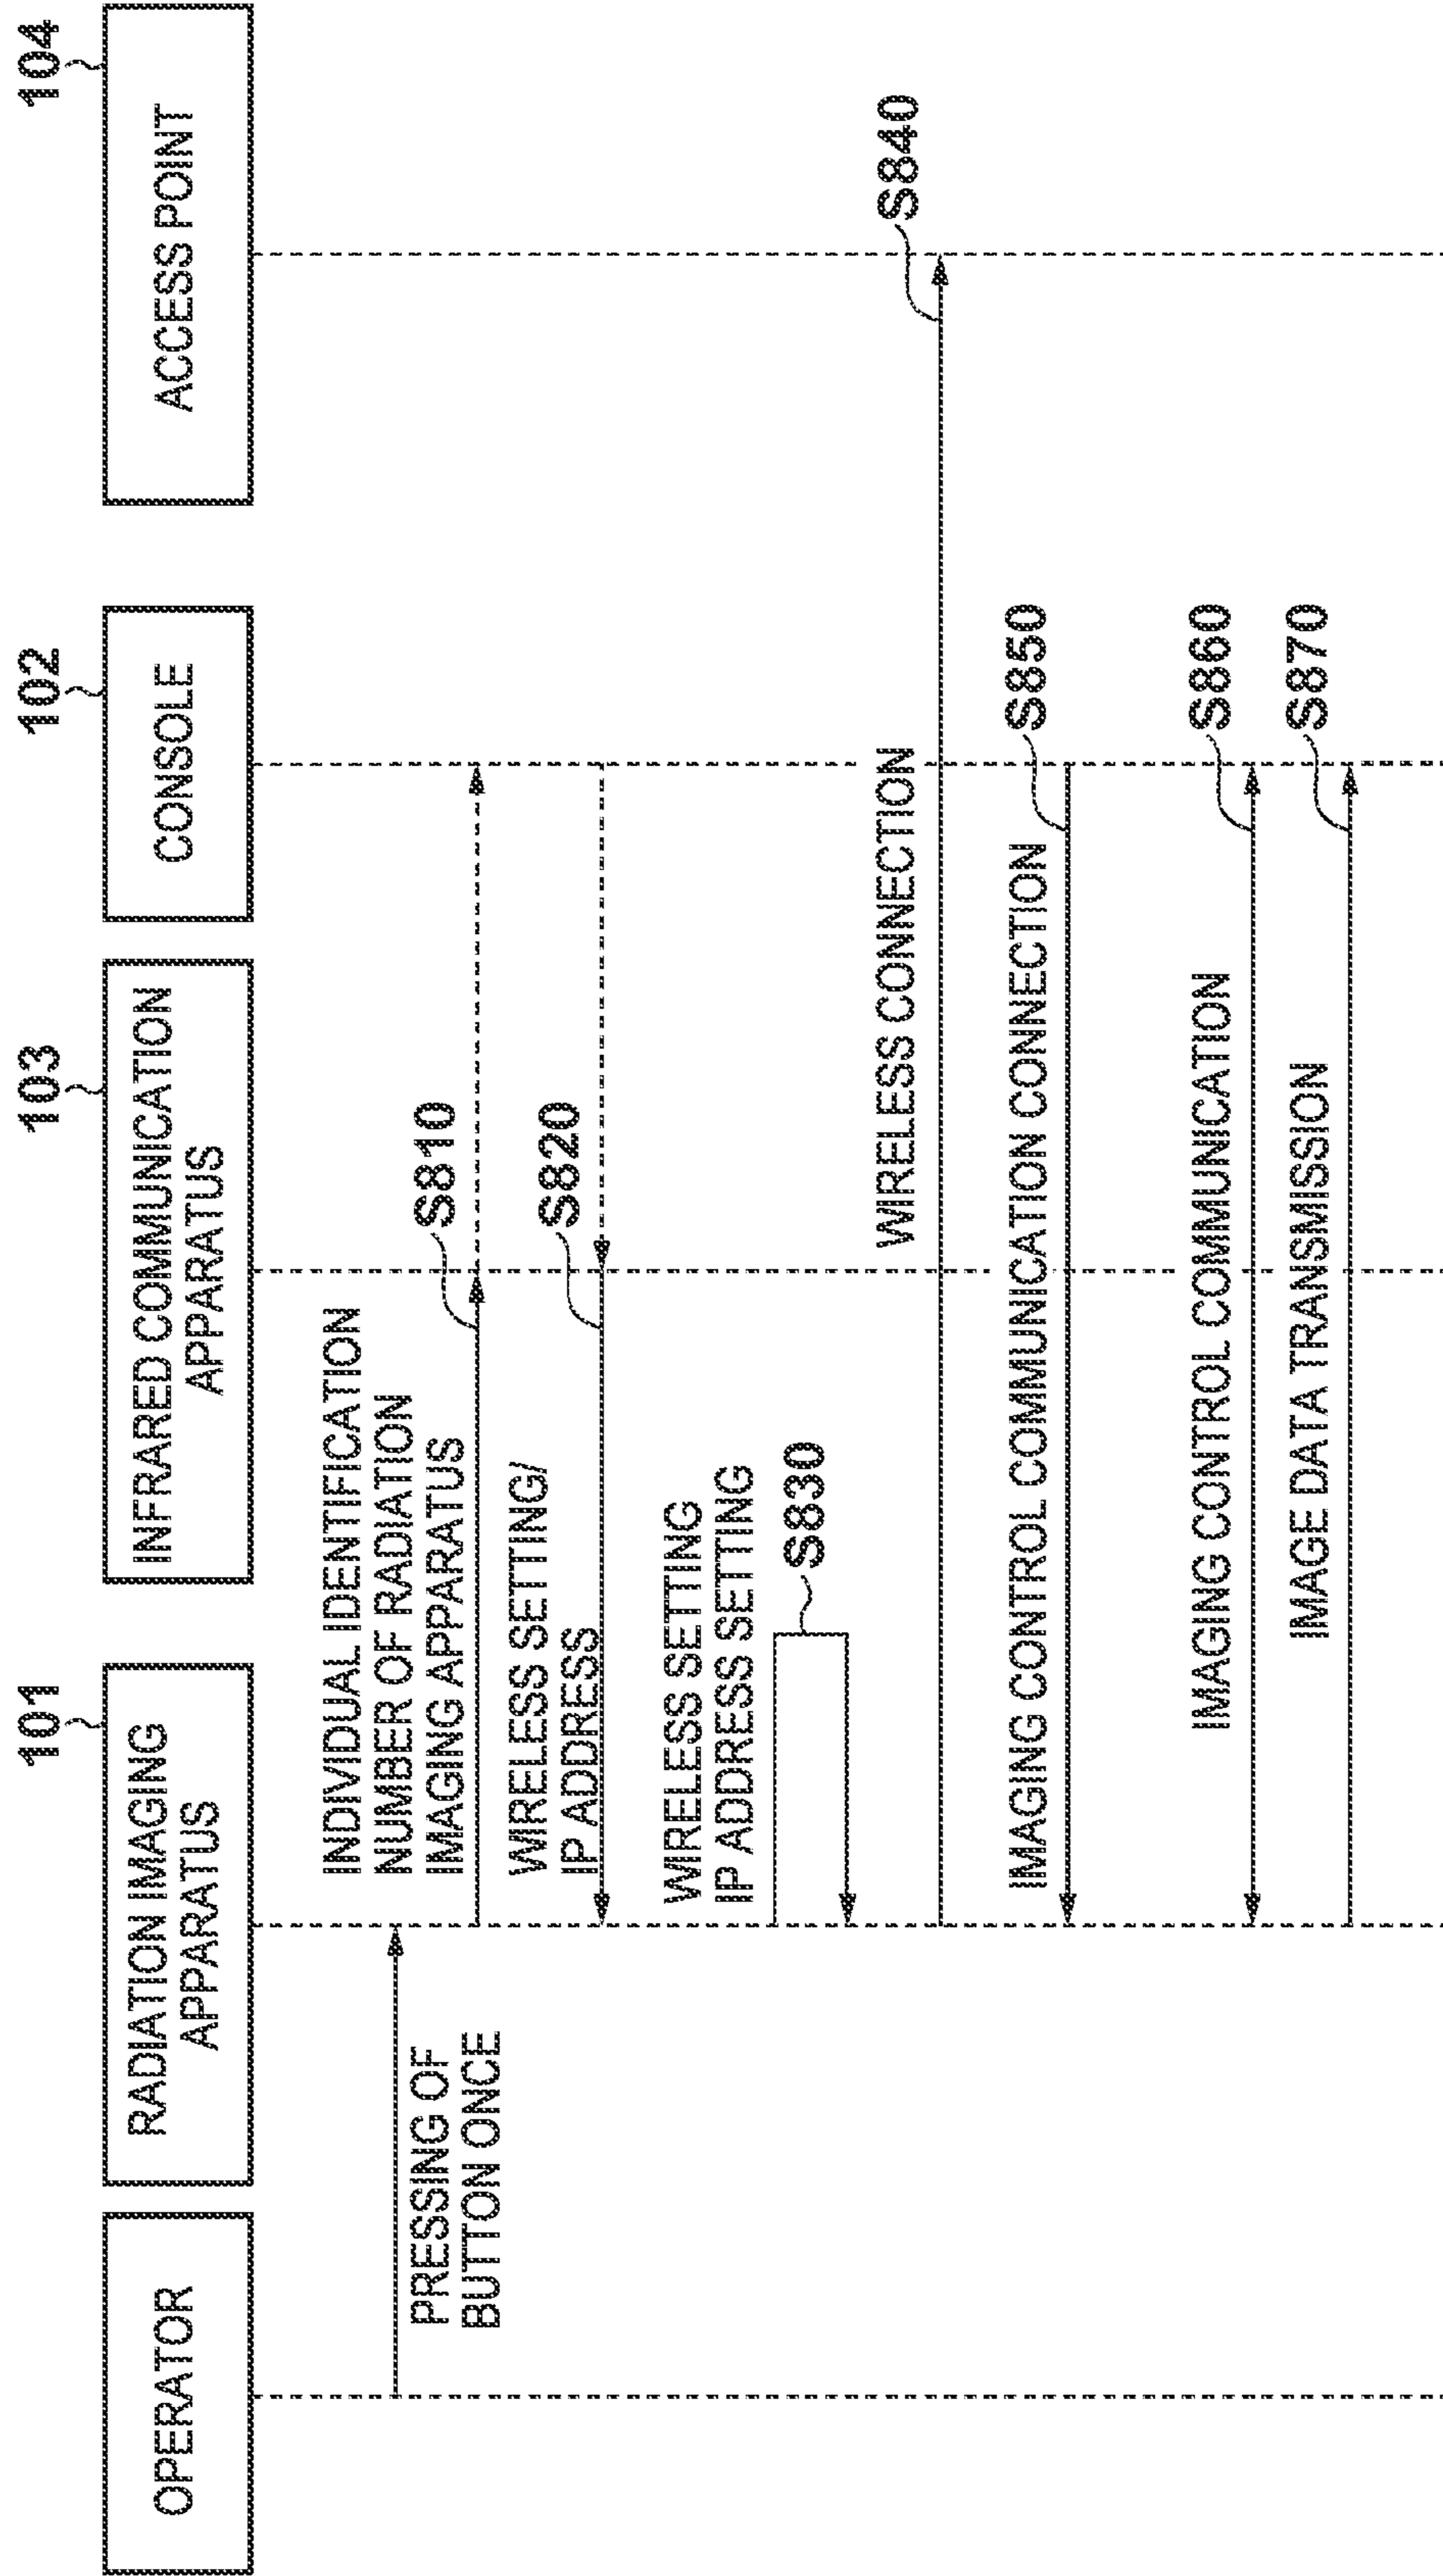 OPERATOR
101
RADIATION IMAGING
APPARATUS
103
INFRARED COMMUNICATION
APPARATUS
102
CONSOLE
104
ACCESS POINT
PRESSING OF
BUTTON ONCE
INDIVIDUAL IDENTIFICATION
NUMBER OF RADIATION
IMAGING APPARATUS
S810
WIRELESS SETTING/
IP ADDRESS
S820
WIRELESS SETTING
IP ADDRESS SETTING
S830
WIRELESS CONNECTION
S840
IMAGING CONTROL COMMUNICATION CONNECTION
S850
IMAGING CONTROL COMMUNICATION
S860
IMAGE DATA TRANSMISSION
S870